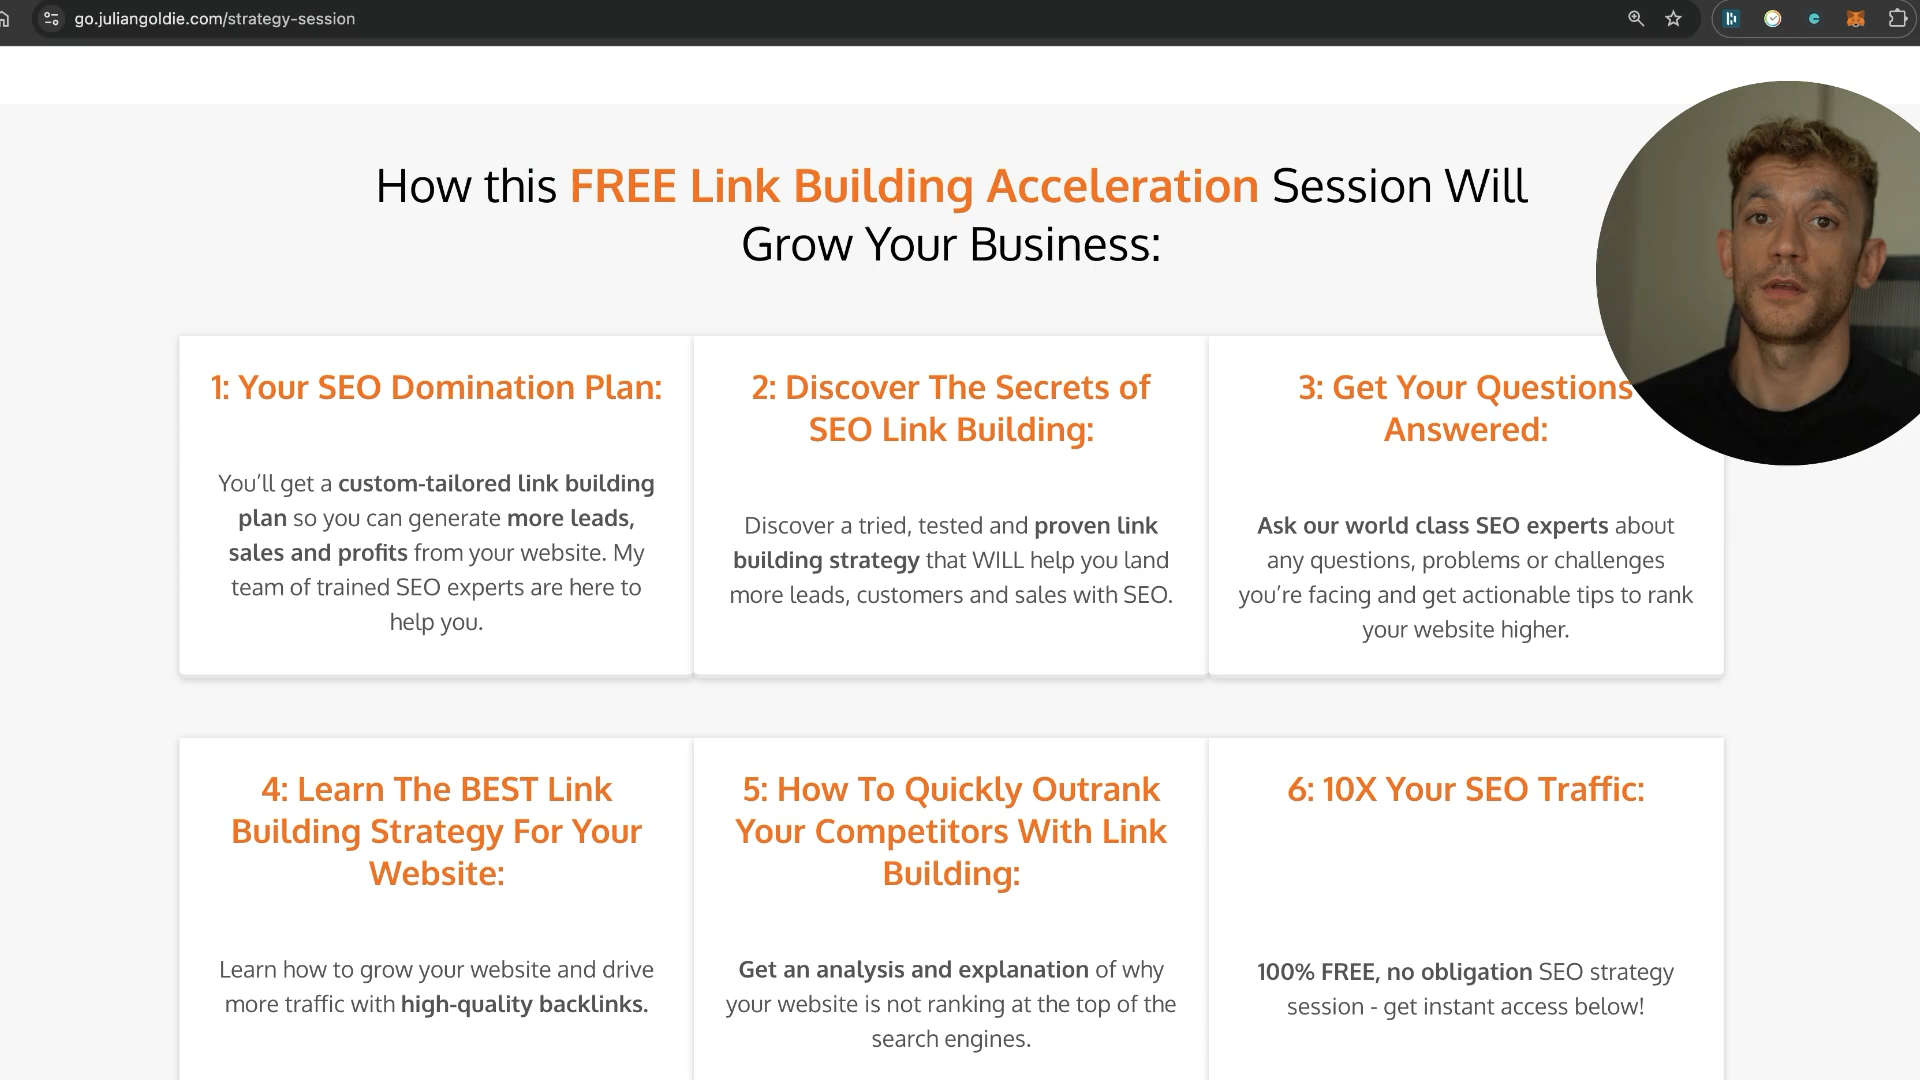 go.juliangoldie.com/strategy-session
How this FREE Link Building Acceleration Session Will
Grow Your Business:
1: Your SEO Domination Plan:
You’ll get a custom-tailored link building
plan so you can generate more leads,
sales and profits from your website. My
team of trained SEO experts are here to
help you.
2: Discover The Secrets of
SEO Link Building:
Discover a tried, tested and proven link
building strategy that WILL help you land
more leads, customers and sales with SEO.
3: Get Your Questions
Answered:
Ask our world class SEO experts about
any questions, problems or challenges
you’re facing and get actionable tips to rank
your website higher.
4: Learn The BEST Link
Building Strategy For Your
Website:
Learn how to grow your website and drive
more traffic with high-quality backlinks.
5: How To Quickly Outrank
Your Competitors With Link
Building:
Get an analysis and explanation of why
your website is not ranking at the top of the
search engines.
6: 10X Your SEO Traffic:
100% FREE, no obligation SEO strategy
session - get instant access below!